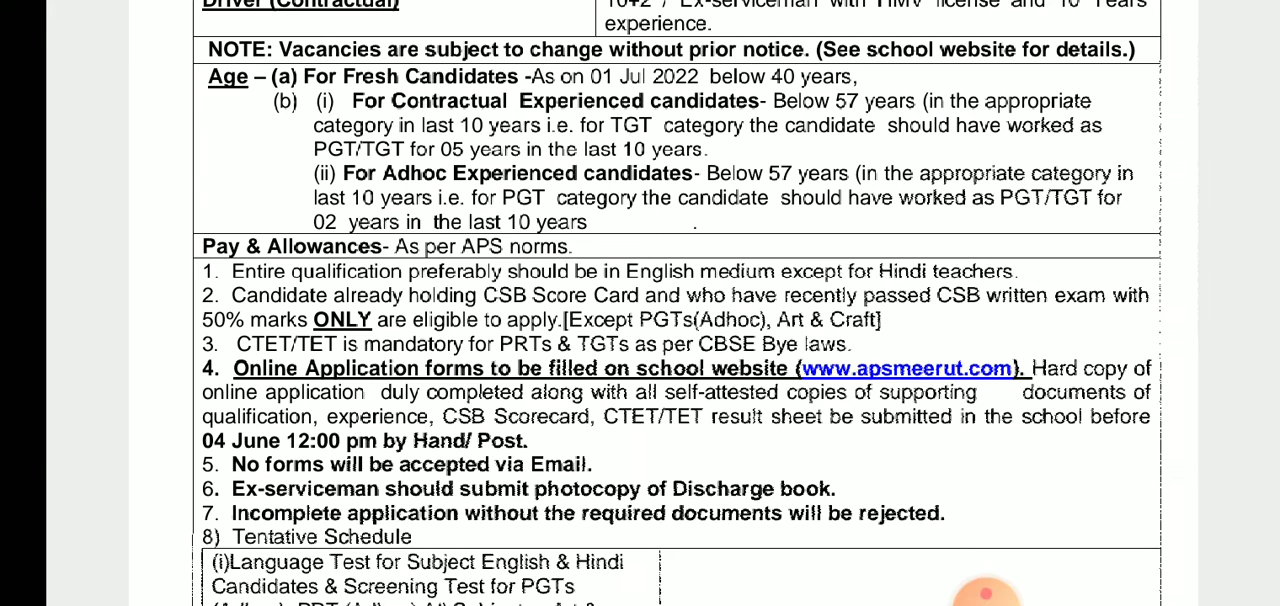 Driver (Contractual)
10+2 / Ex-serviceman with HMV license and 10 Years
experience.
NOTE: Vacancies are subject to change without prior notice. (See school website for details.)
Age – (a) For Fresh Candidates -As on 01 Jul 2022 below 40 years,
(b) (i) For Contractual Experienced candidates- Below 57 years (in the appropriate
category in last 10 years i.e. for TGT category the candidate should have worked as
PGT/TGT for 05 years in the last 10 years.
(ii) For Adhoc Experienced candidates- Below 57 years (in the appropriate category in
last 10 years i.e. for PGT category the candidate should have worked as PGT/TGT for
02 years in the last 10 years .
Pay & Allowances- As per APS norms.
1. Entire qualification preferably should be in English medium except for Hindi teachers.
2. Candidate already holding CSB Score Card and who have recently passed CSB written exam with
50% marks ONLY are eligible to apply.[Except PGTs(Adhoc), Art & Craft]
3. CTET/TET is mandatory for PRTs & TGTs as per CBSE Bye laws.
4. Online Application forms to be filled on school website (www.apsmeerut.com). Hard copy of
online application duly completed along with all self-attested copies of supporting documents of
qualification, experience, CSB Scorecard, CTET/TET result sheet be submitted in the school before
04 June 12:00 pm by Hand/ Post.
5. No forms will be accepted via Email.
6. Ex-serviceman should submit photocopy of Discharge book.
7. Incomplete application without the required documents will be rejected.
8) Tentative Schedule
(i)Language Test for Subject English & Hindi
Candidates & Screening Test for PGTs